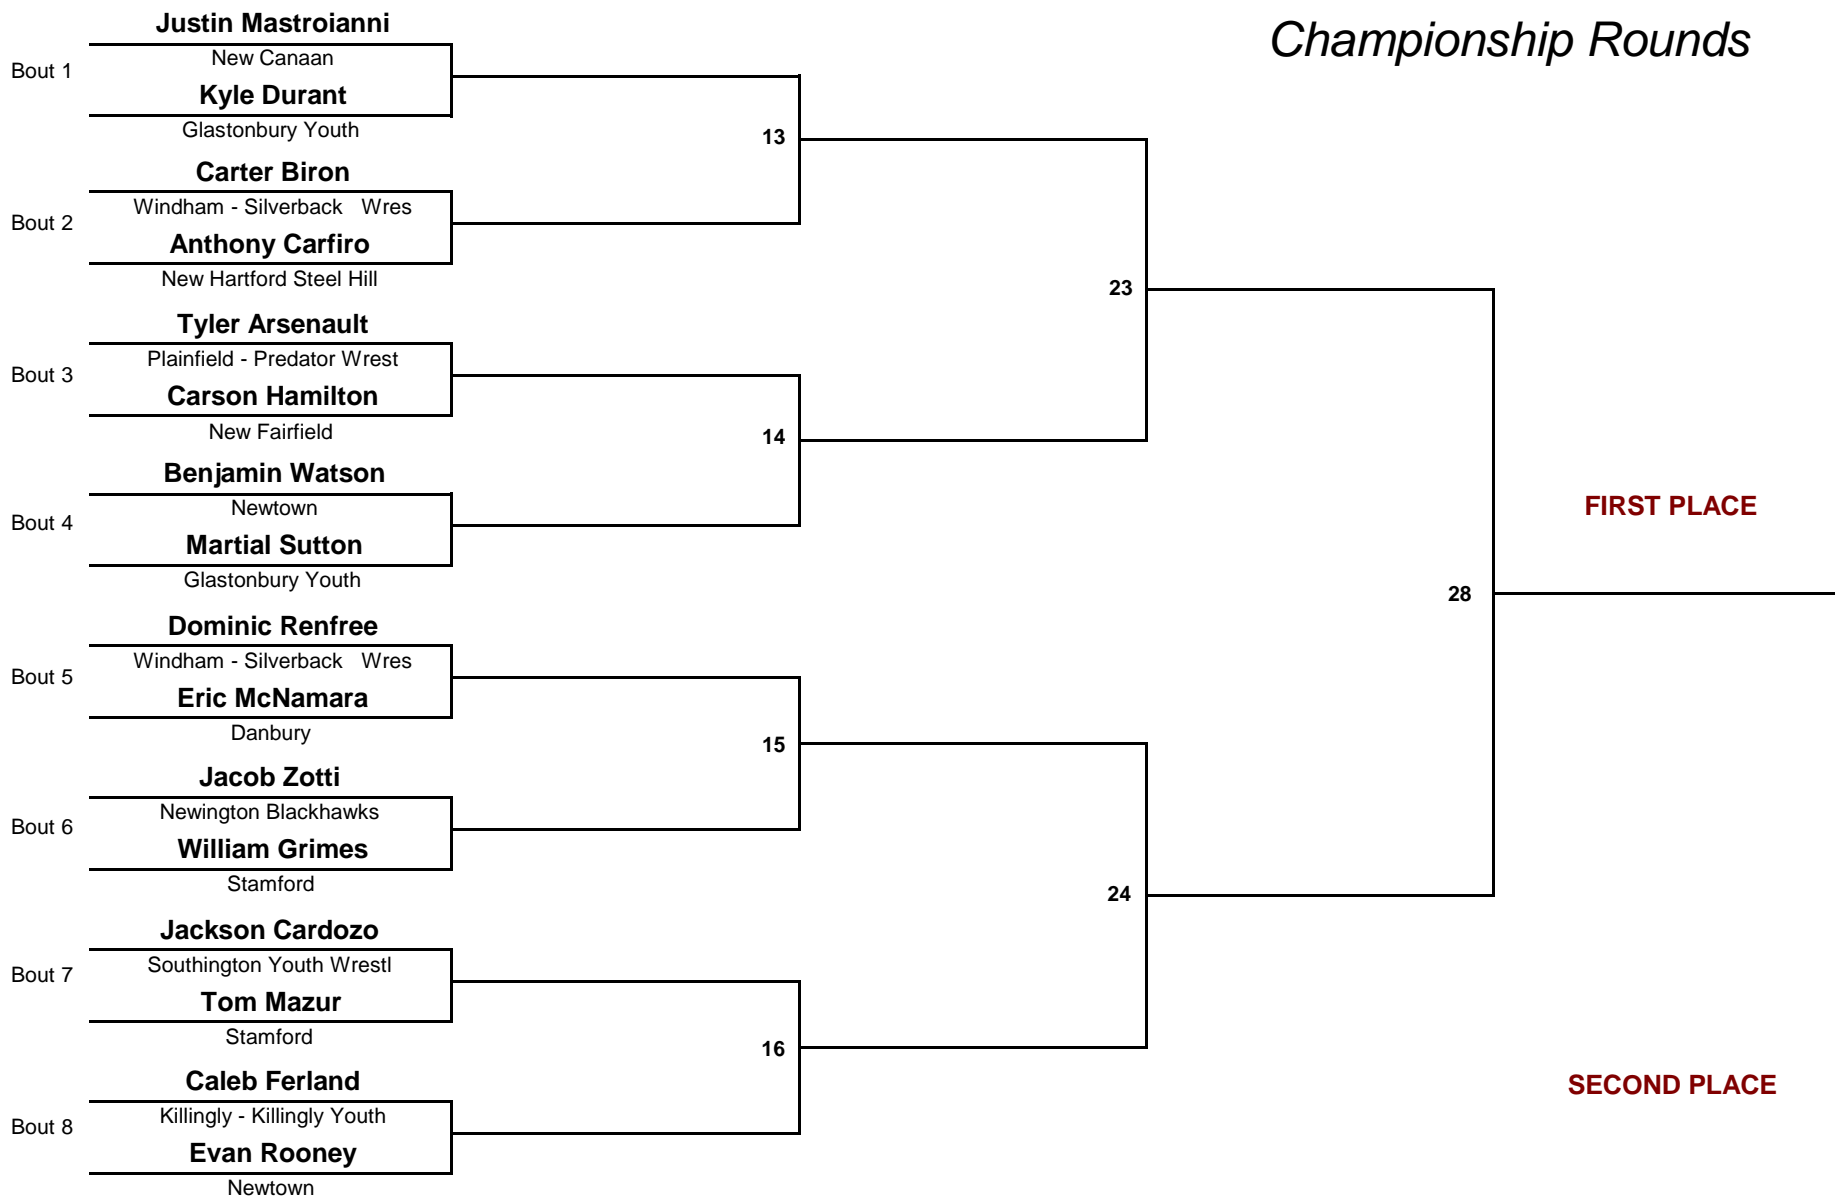 Championship Rounds
Justin Mastroianni
Bout 1
New Canaan
Kyle Durant
Glastonbury Youth
13
Carter Biron
Windham - Silverback Wres
Bout 2
Anthony Carfiro
New Hartford Steel Hill
23
Tyler Arsenault
Plainfield - Predator Wrest
Bout 3
Carson Hamilton
New Fairfield
14
Benjamin Watson
Newtown
Bout 4
Martial Sutton
Glastonbury Youth
FIRST PLACE
28
Dominic Renfree
Windham - Silverback Wres
Bout 5
Eric McNamara
Danbury
15
Jacob Zotti
Newington Blackhawks
Bout 6
William Grimes
Stamford
24
Jackson Cardozo
Southington Youth Wrestl
Bout 7
Tom Mazur
Stamford
16
Caleb Ferland
SECOND PLACE
Killingly - Killingly Youth
Bout 8
Evan Rooney
Newtown